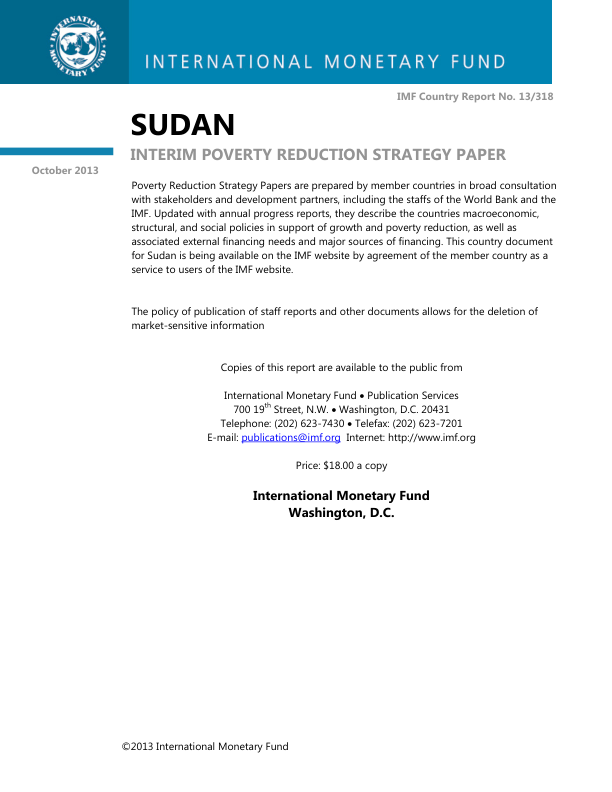 INTERNATIONAL MONETARY FUND
INTERNATIONAL MONETARY FUND
IMF Country Report No. 13/318
SUDAN
INTERIM POVERTY REDUCTION STRATEGY PAPER
October 2013
Poverty Reduction Strategy Papers are prepared by member countries in broad consultation
with stakeholders and development partners, including the staffs of the World Bank and the
IMF. Updated with annual progress reports, they describe the countries macroeconomic,
structural, and social policies in support of growth and poverty reduction, as well as
associated external financing needs and major sources of financing. This country document
for Sudan is being available on the IMF website by agreement of the member country as a
service to users of the IMF website.
The policy of publication of staff reports and other documents allows for the deletion of
market-sensitive information
Copies of this report are available to the public from
International Monetary Fund • Publication Services
700 19th Street, N.W. • Washington, D.C. 20431
Telephone: (202) 623-7430 • Telefax: (202) 623-7201
E-mail: publications@imf.org Internet: http://www.imf.org
Price: $18.00 a copy
International Monetary Fund
Washington, D.C.
©2013 International Monetary Fund